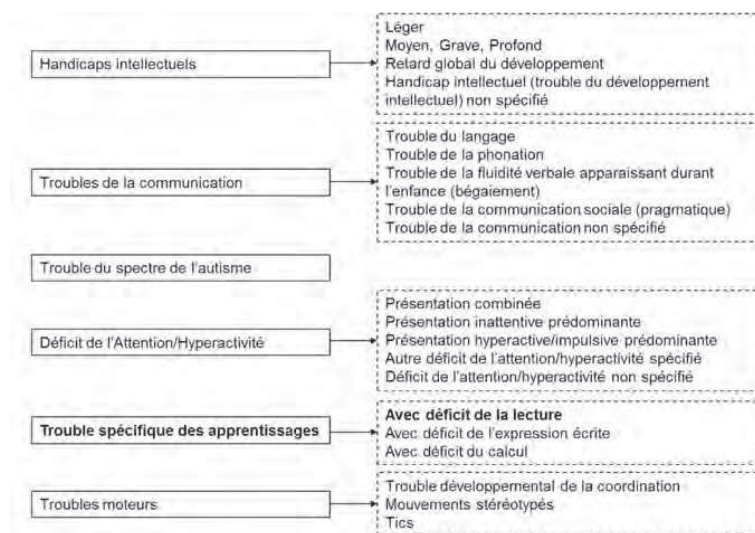 Handicaps intellectuels
Léger
Moyen, Grave, Profond
Retard global du développement
Handicap intellectuel (trouble du développement
intellectuel) non spécifié
Troubles de la communication
Trouble du langage
Trouble de la phonation
Trouble de la fluidité verbale apparaissant durant
l'enfance (bégaiement)
Trouble de la communication sociale (pragmatique)
Trouble de la communication non spécifié
Trouble du spectre de l'autisme
Déficit de l'Attention/Hyperactivité
Présentation combinée
Présentation inattentive prédominante
Présentation hyperactive/impulsive prédominante
Autre déficit de l'attention/hyperactivité spécifié
Déficit de l'attention/hyperactivité non spécifié
Trouble spécifique des apprentissages
Avec déficit de la lecture
Avec déficit de l'expression écrite
Avec déficit du calcul
Troubles moteurs
Trouble développemental de la coordination
Mouvements stéréotypés
Tics